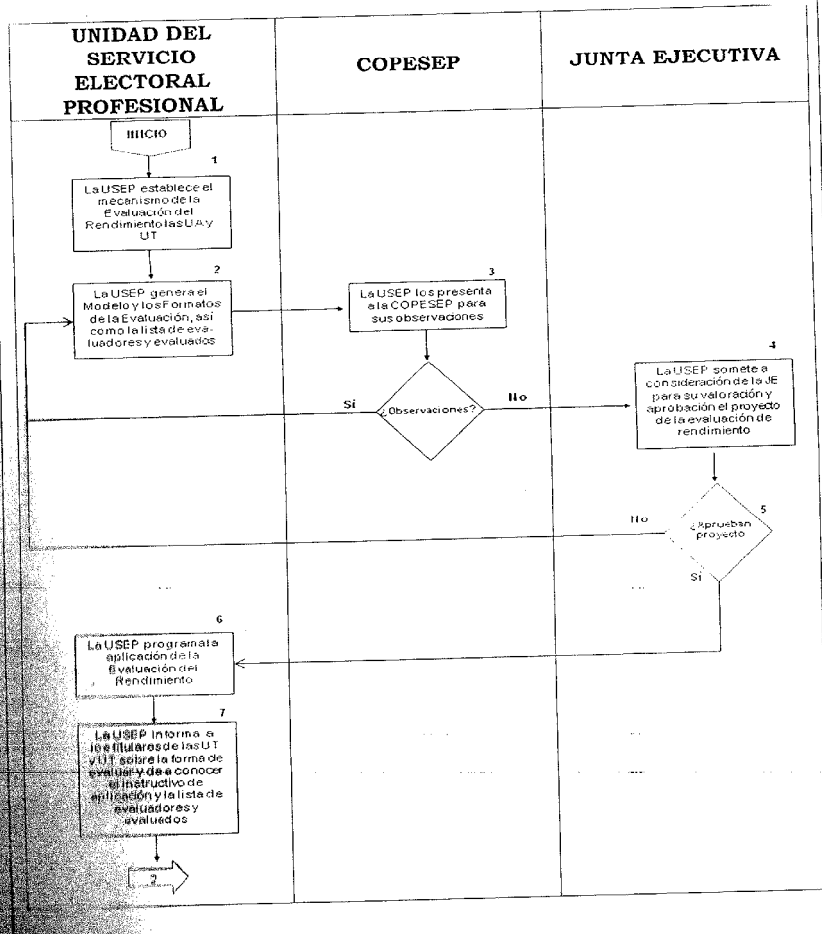 UNIDAD DEL
SERVICIO
ELECTORAL
PROFESIONAL
COPESEP
JUNTA EJECUTIVA
INICIO
1
La USEP establece el
mecanismo de la
Evaluación del
Rendimiento las UA y
UT
2
La USEP genera el
Modelo y los Formatos
de la Evaluación, así
como la lista de eva-
luadores y evaluados
3
La USEP los presenta
a la COPESEP para
sus observaciones
Sí
¿Observaciones?
No
4
La USEP somete a
consideración de la JE
para su valoración y
aprobación el proyecto
de la evaluación de
rendimiento
5
No
¿Aprueban
proyecto
Sí
6
La USEP programa la
aplicación de la
Evaluación del
Rendimiento
7
La USEP informa a
los titulares de las UT
y UT sobre la forma de
evaluar y da a conocer
el instructivo de
aplicación y la lista de
evaluadores y
evaluados